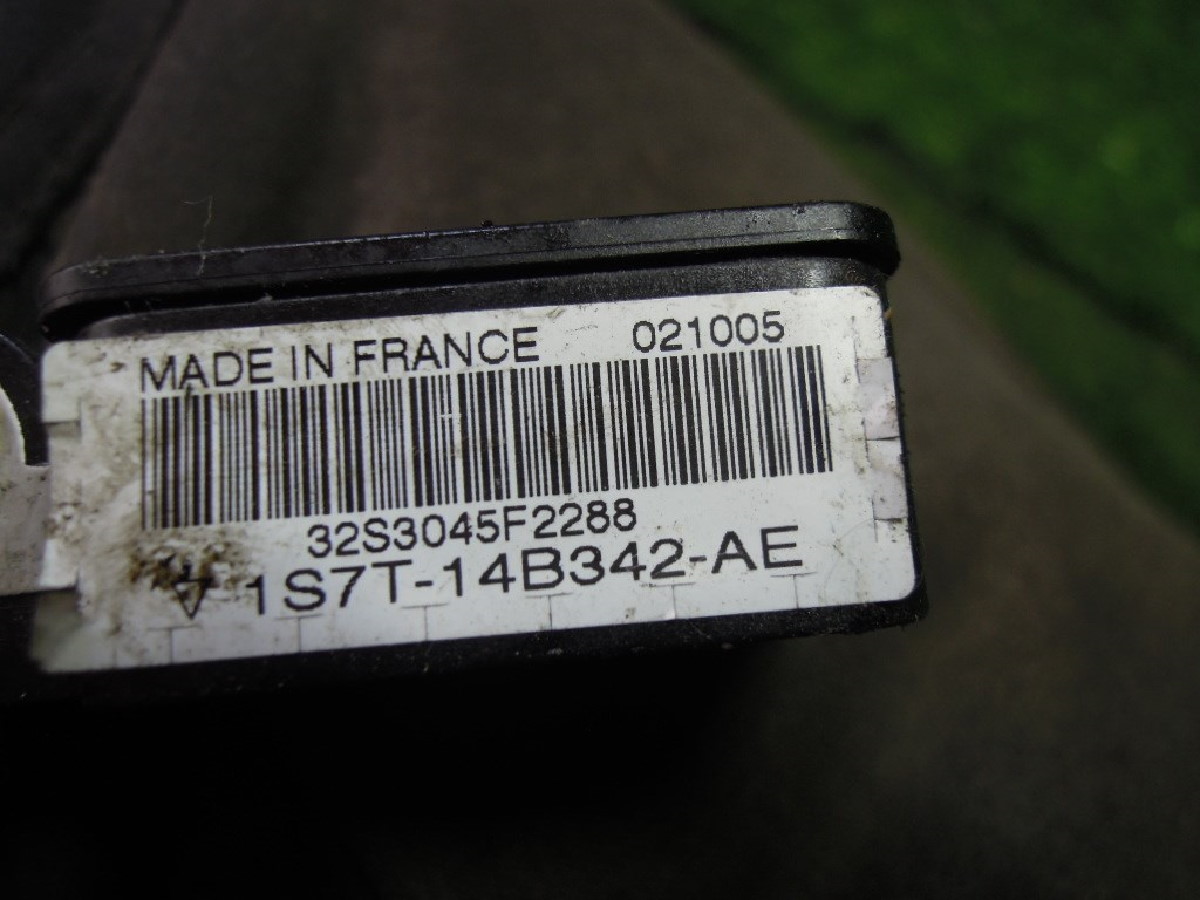 MADE IN FRANCE 021005
32S3045F2288
1S7T-14B342-AE